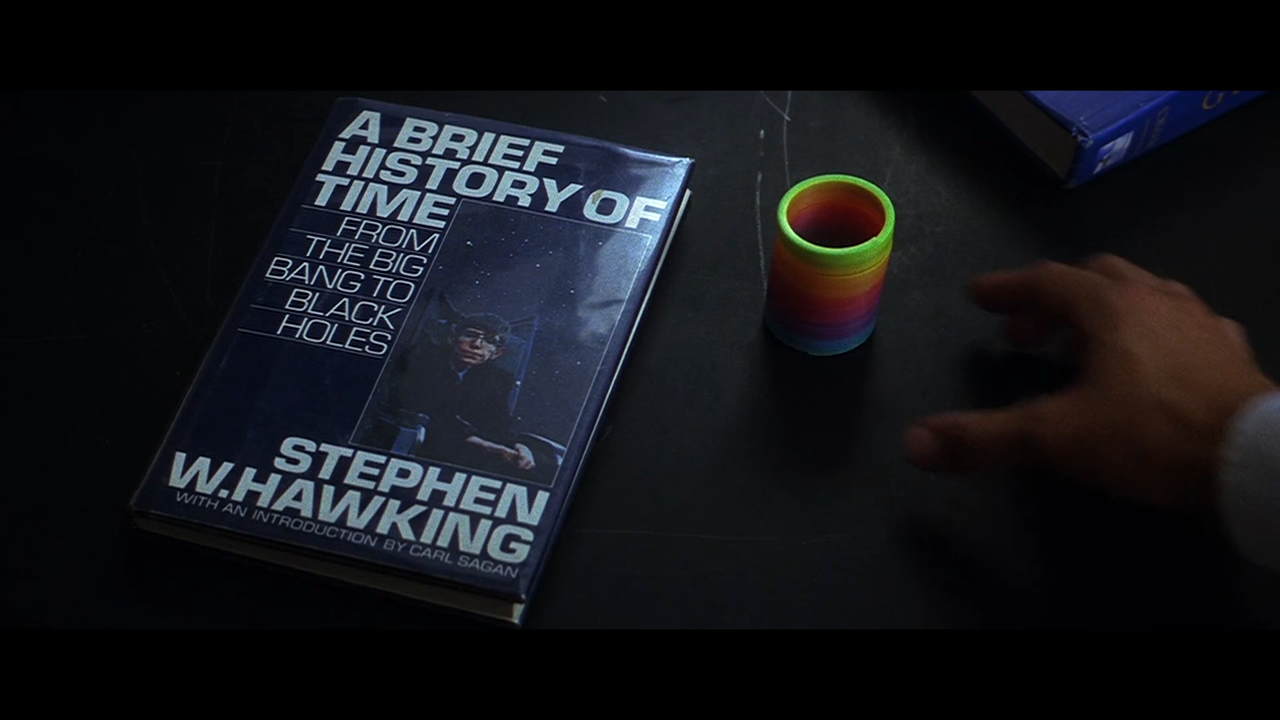 A BRIEF
HISTORY OF
TIME
FROM
THE BIG
BANG TO
BLACK
HOLES
STEPHEN
W.HAWKING
WITH AN INTRODUCTION BY CARL SAGAN